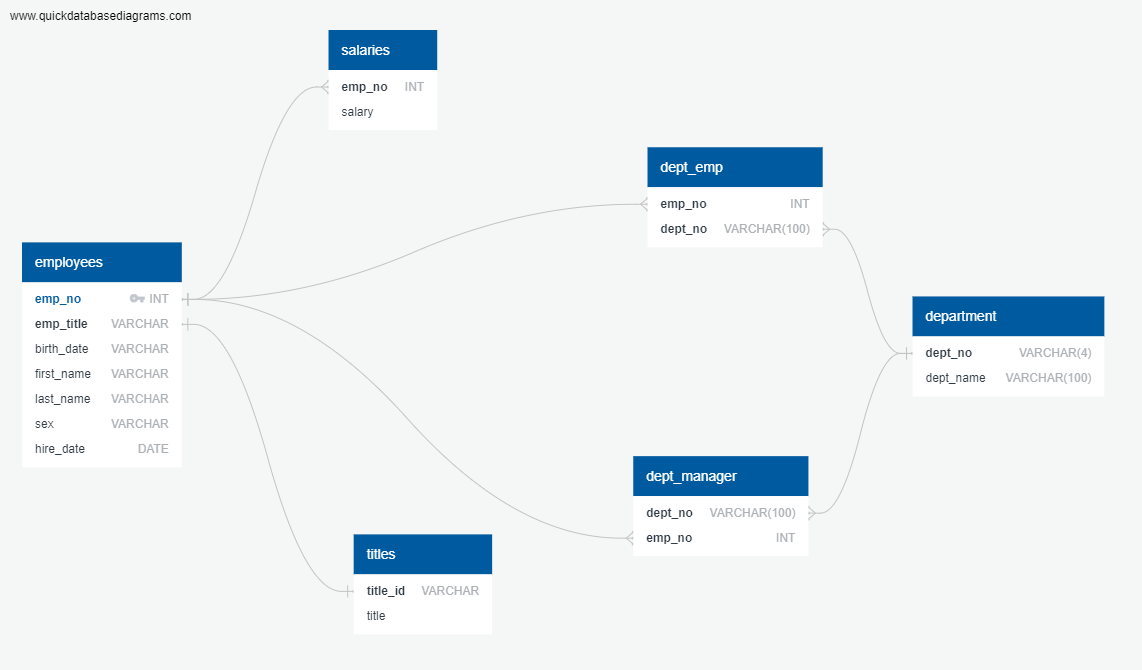 www.quickdatabasediagrams.com
salaries
emp_no INT
salary
dept_emp
emp_no INT
dept_no VARCHAR(100)
employees
emp_no INT
emp_title VARCHAR
birth_date VARCHAR
first_name VARCHAR
last_name VARCHAR
sex VARCHAR
hire_date DATE
department
dept_no VARCHAR(4)
dept_name VARCHAR(100)
dept_manager
dept_no VARCHAR(100)
emp_no INT
titles
title_id VARCHAR
title